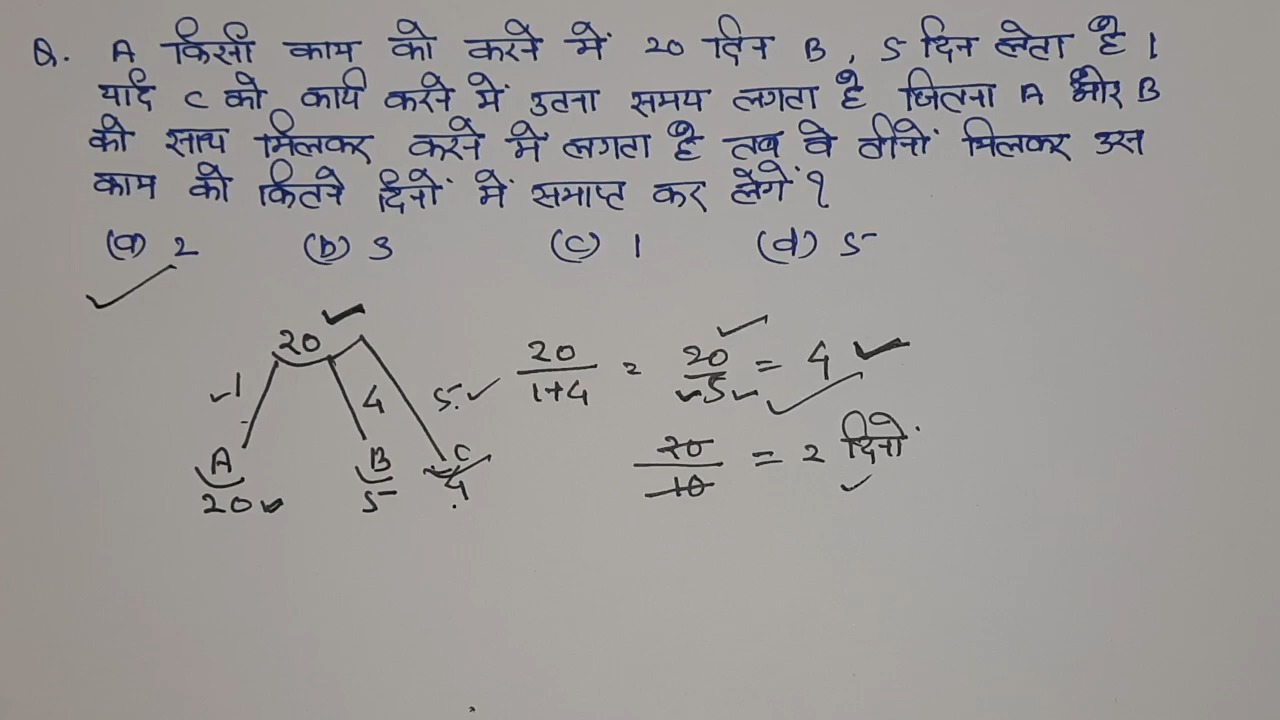 Q. A किसी काम को करने में 20 दिन B, 5 दिन लेता है।
यदि C को कार्य करने में उतना समय लगता है जितना A और B
को साथ मिलकर करने में लगता है तब वे तीनों मिलकर उस
काम को कितने दिनों में समाप्त कर लेंगें?
(a) 2 (b) 3 (c) 1 (d) 5
20
1 4 5
A B C
20 5 4
20/1+4 = 20/5 = 4
20/10 = 2 दिनों